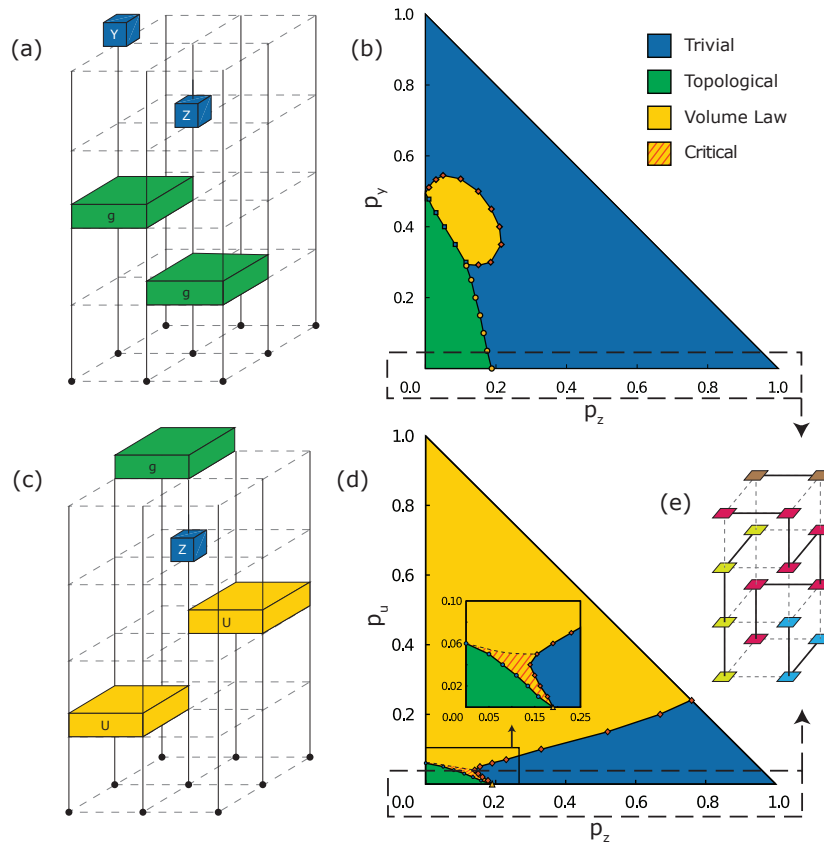 (a)
Y
Z
g
g
(b)
1.0
0.8
0.6
0.4
0.2
p_y
0.0 0.2 0.4 0.6 0.8 1.0
p_z
Trivial
Topological
Volume Law
Critical
(c)
g
Z
U
U
(d)
1.0
0.8
0.6
0.4
0.2
p_u
0.0 0.2 0.4 0.6 0.8 1.0
p_z
0.10
0.06
0.02
0.00 0.05 0.15 0.25
(e)